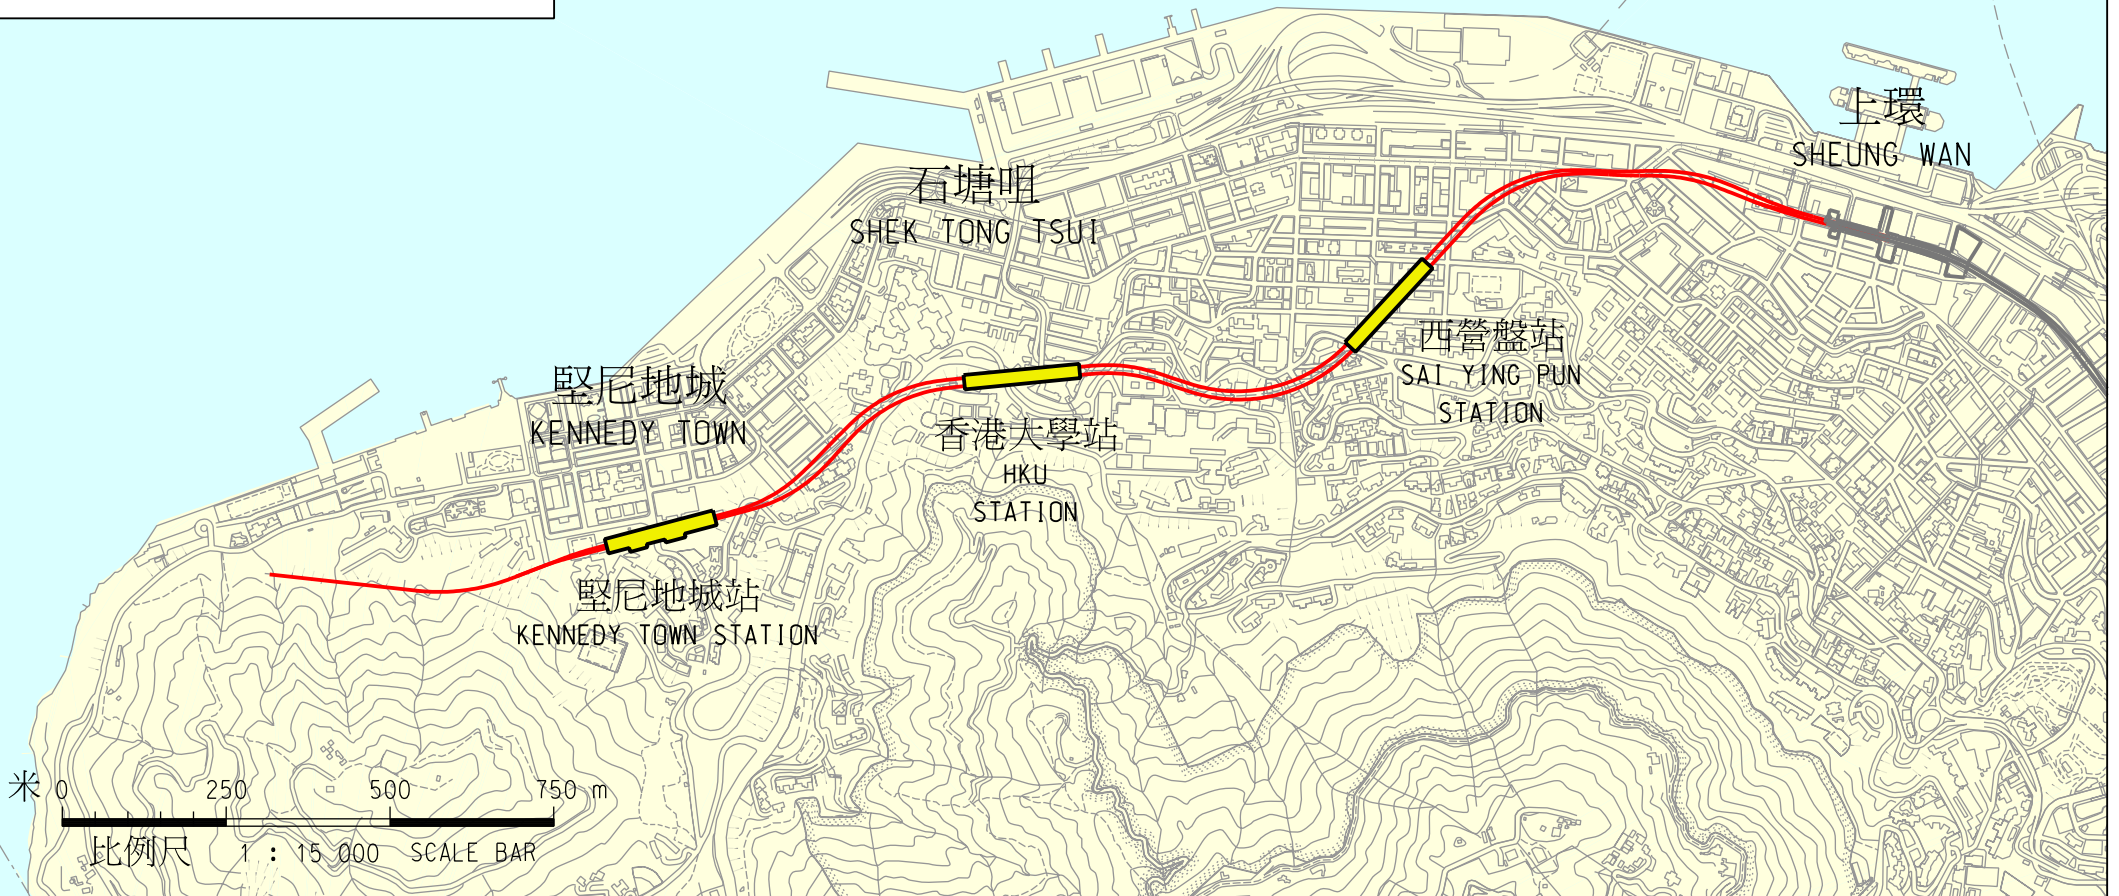 上環
SHEUNG WAN
石塘咀
SHEK TONG TSUI
西營盤站
SAI YING PUN
STATION
堅尼地城
KENNEDY TOWN
香港大學站
HKU
STATION
堅尼地城站
KENNEDY TOWN STATION
米 0 250 500 750 m
比例尺 1 : 15 000 SCALE BAR